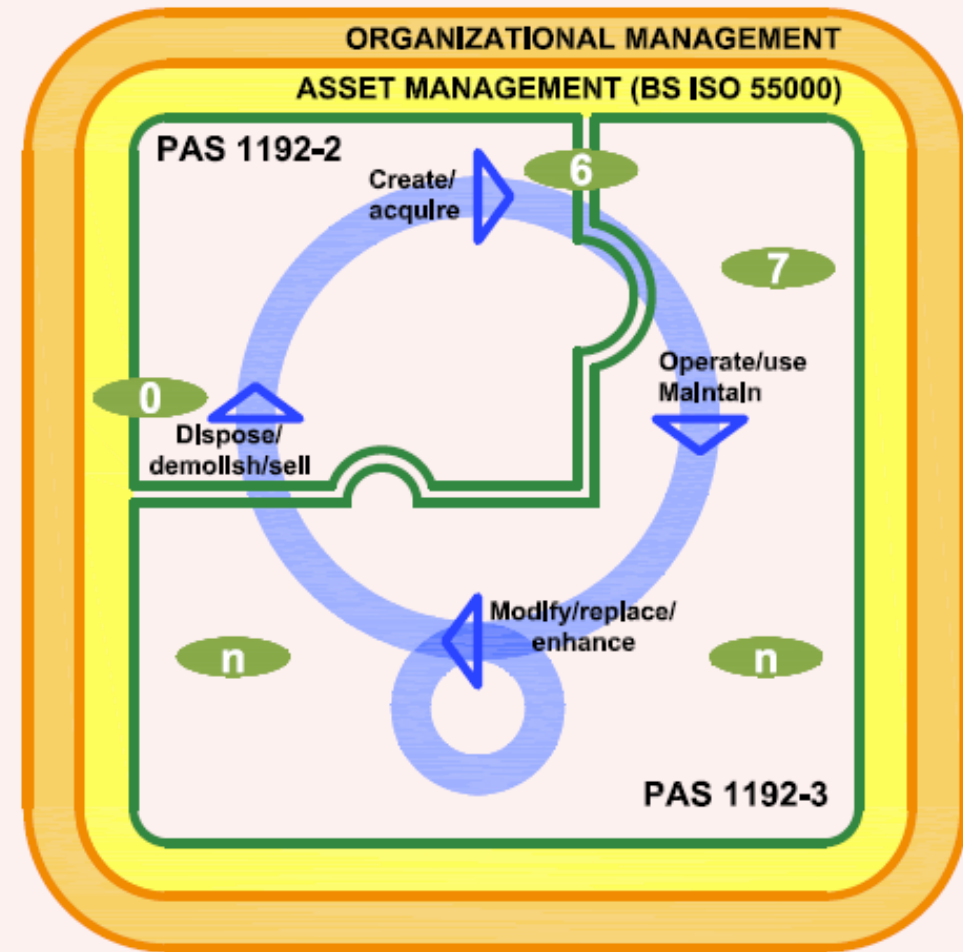 ORGANIZATIONAL MANAGEMENT
ASSET MANAGEMENT (BS ISO 55000)
PAS 1192-2
6
Create/
acquire
7
Operate/use
Maintain
0
Dispose/
demolish/sell
Modify/replace/
enhance
n
n
PAS 1192-3